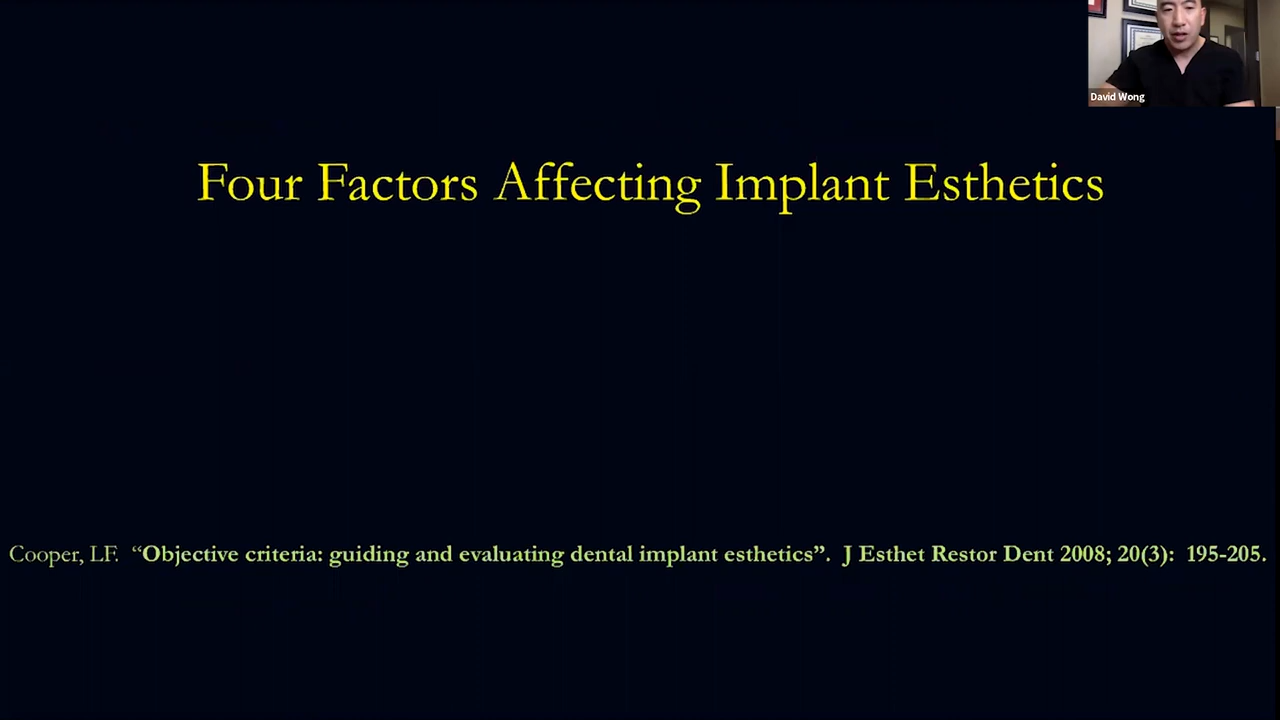 David Wong
Four Factors Affecting Implant Esthetics
Cooper, LF. “Objective criteria: guiding and evaluating dental implant esthetics”. J Esthet Restor Dent 2008; 20(3): 195-205.